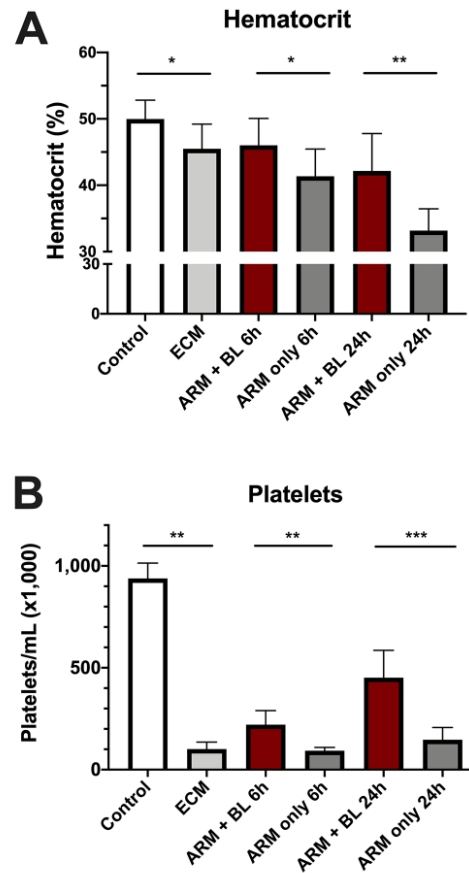 A
Hematocrit
Hematocrit (%)
60
50
40
30
30
0
*
*
**
Control
ECM
ARM + BL 6h
ARM only 6h
ARM + BL 24h
ARM only 24h
B
Platelets
Platelets/mL (x1,000)
1,000
500
0
**
**
***
Control
ECM
ARM + BL 6h
ARM only 6h
ARM + BL 24h
ARM only 24h